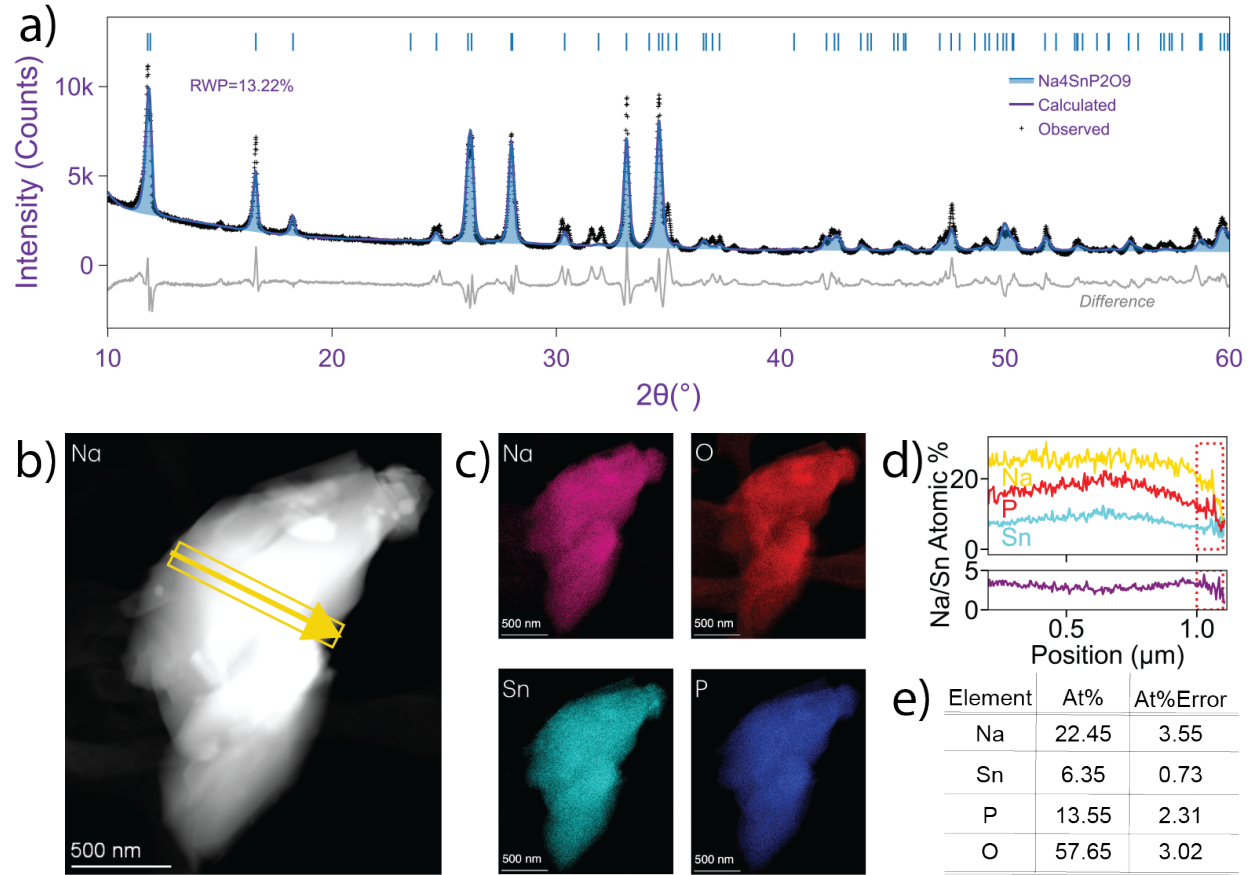 a)
Intensity (Counts)
10k
5k
0
RWP=13.22%
Na4SnP2O9
Calculated
Observed
Difference
10
20
30
40
50
60
2θ(°)
b)
Na
500 nm
c)
Na
500 nm
O
500 nm
Sn
500 nm
P
500 nm
d)
Na/Sn Atomic %
20
0
Na
P
Sn
5
0
0.5
1.0
Position (µm)
e)
Element At% At%Error
Na 22.45 3.55
Sn 6.35 0.73
P 13.55 2.31
O 57.65 3.02